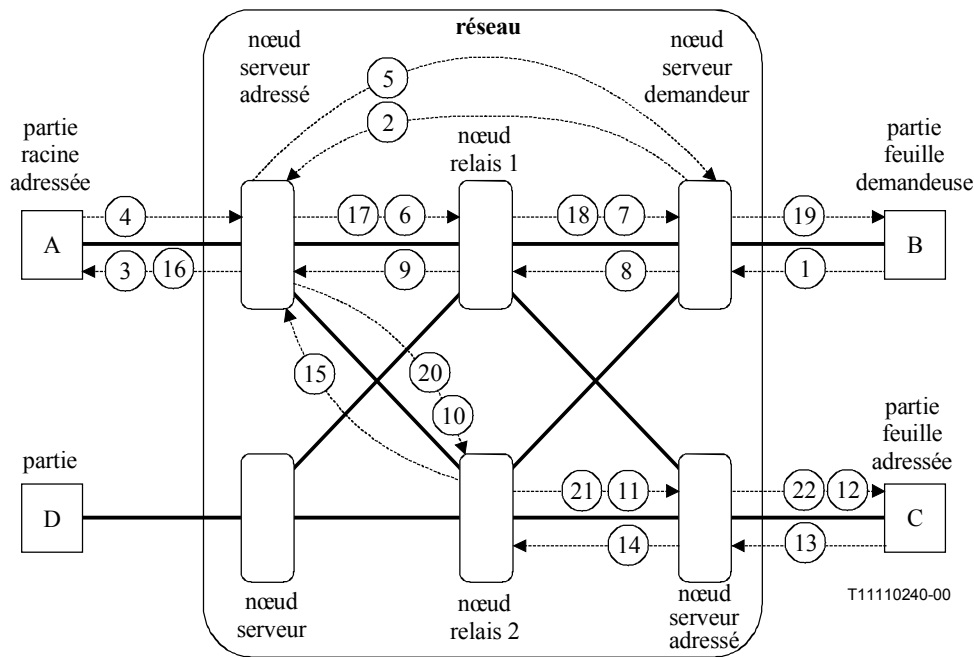 réseau
nœud
serveur
adressé
nœud
serveur
demandeur
5
2
partie
racine
adressée
nœud
relais 1
partie
feuille
demandeuse
4
17
6
18
7
19
A
B
3
16
9
8
1
15
20
10
partie
feuille
adressée
partie
21
11
22
12
D
C
14
13
nœud
serveur
nœud
relais 2
nœud
serveur
adressé
T11110240-00